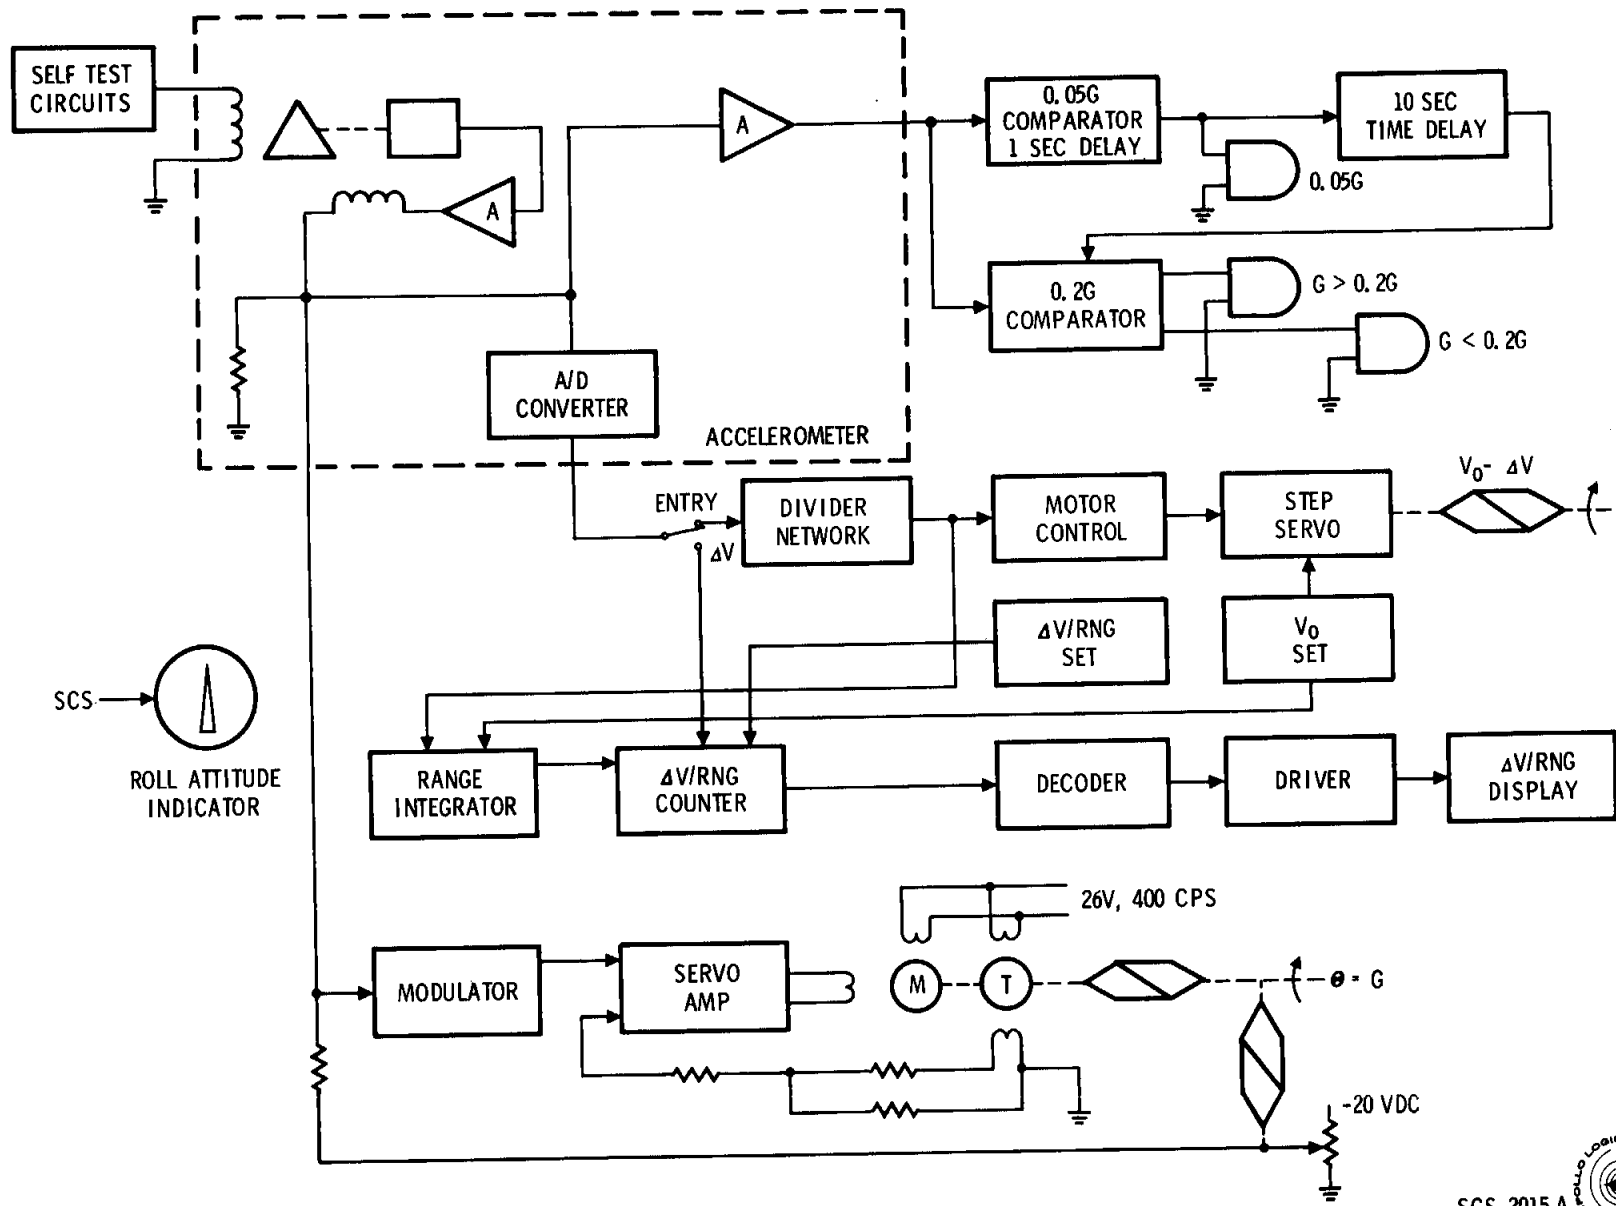 SELF TEST
CIRCUITS
A
A
0.05G
COMPARATOR
1 SEC DELAY
10 SEC
TIME DELAY
0.05G
0.2G
COMPARATOR
G > 0.2G
G < 0.2G
A/D
CONVERTER
ACCELEROMETER
ENTRY
ΔV
DIVIDER
NETWORK
MOTOR
CONTROL
STEP
SERVO
V0- ΔV
ΔV/RNG
SET
V0
SET
SCS
ROLL ATTITUDE
INDICATOR
RANGE
INTEGRATOR
ΔV/RNG
COUNTER
DECODER
DRIVER
ΔV/RNG
DISPLAY
26V, 400 CPS
MODULATOR
SERVO
AMP
M
T
θ = G
-20 VDC